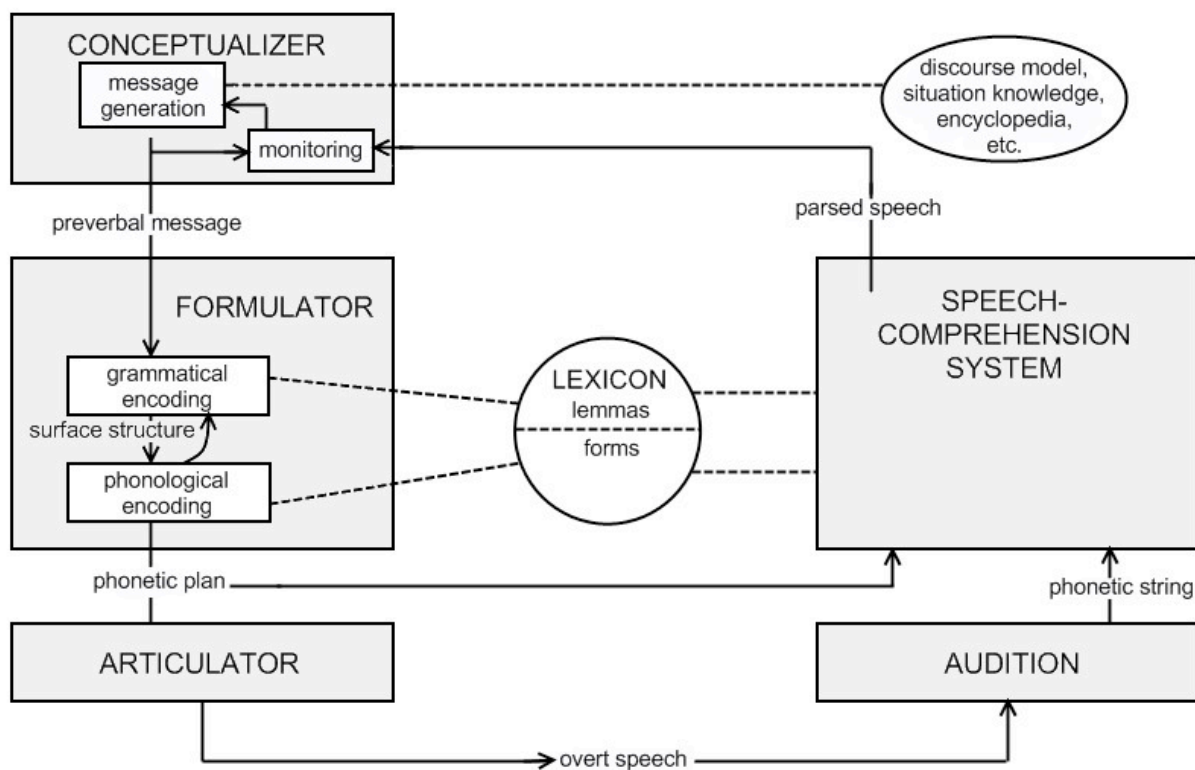 CONCEPTUALIZER
message
generation
monitoring
discourse model,
situation knowledge,
encyclopedia,
etc.
preverbal message
parsed speech
FORMULATOR
grammatical
encoding
surface structure
phonological
encoding
LEXICON
lemmas
forms
SPEECH-
COMPREHENSION
SYSTEM
phonetic plan
phonetic string
ARTICULATOR
AUDITION
overt speech